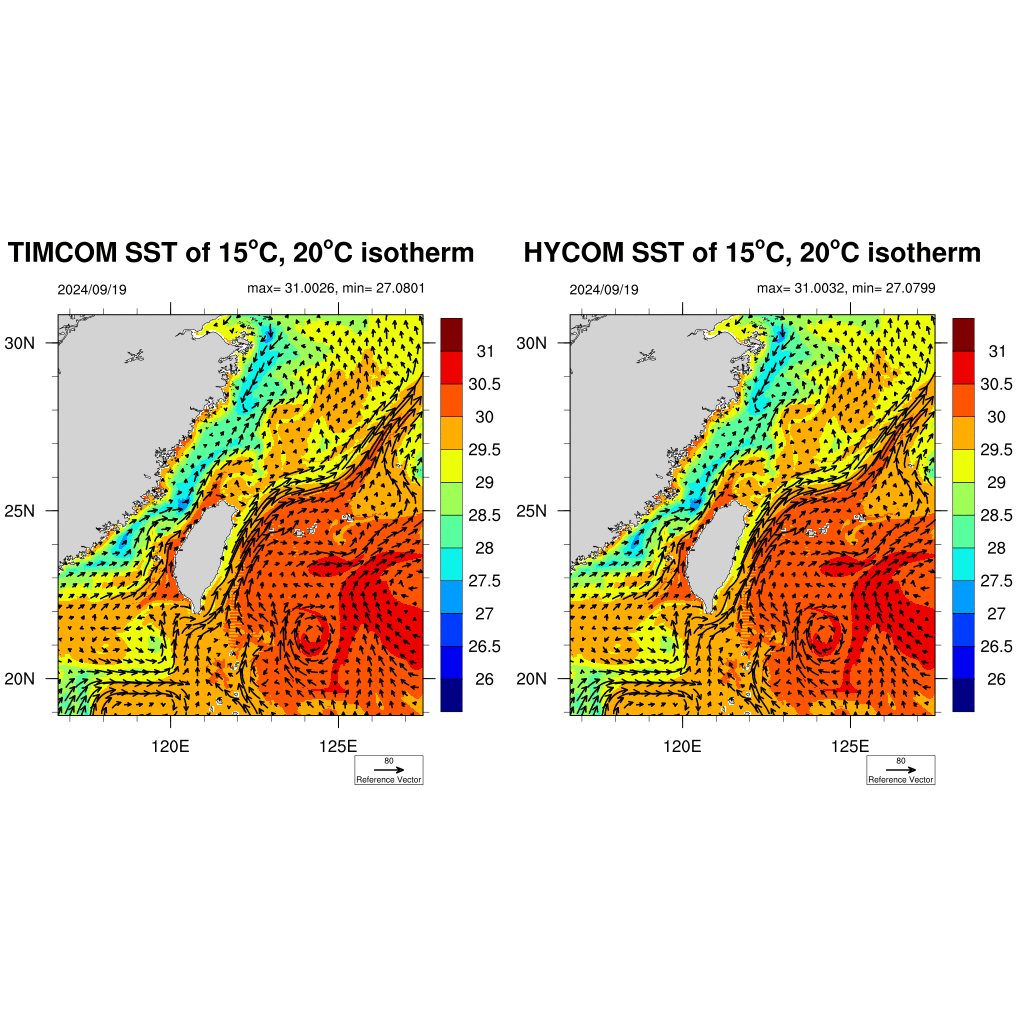 TIMCOM SST of 15°C, 20°C isotherm
2024/09/19 max= 31.0026, min= 27.0801
30N
25N
20N
120E 125E
31
30.5
30
29.5
29
28.5
28
27.5
27
26.5
26
80
Reference Vector
HYCOM SST of 15°C, 20°C isotherm
2024/09/19 max= 31.0032, min= 27.0799
30N
25N
20N
120E 125E
31
30.5
30
29.5
29
28.5
28
27.5
27
26.5
26
80
Reference Vector